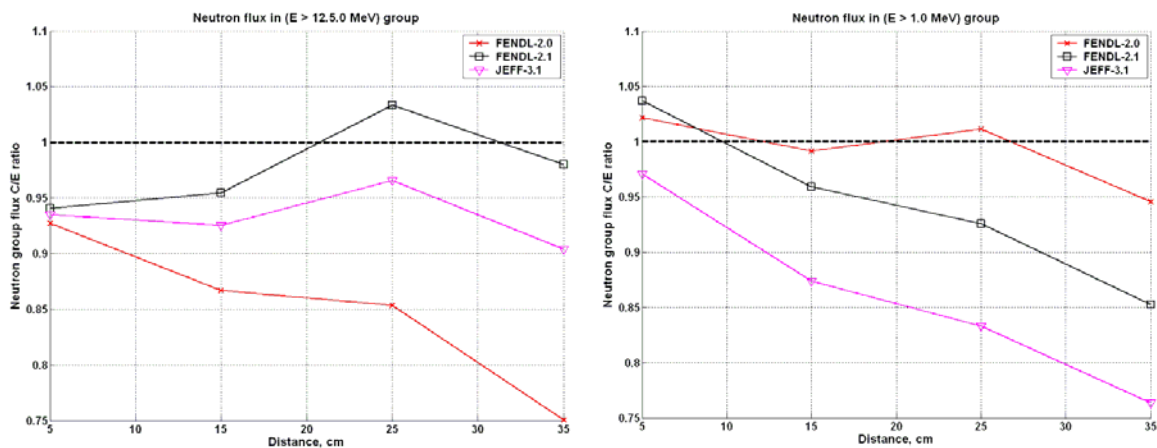 Neutron flux in (E > 12.5.0 MeV) group
1.1
1.05
1
0.95
0.9
0.85
0.8
0.75
Neutron group flux C/E ratio
FENDL-2.0
FENDL-2.1
JEFF-3.1
5
10
15
20
25
30
35
Distance, cm
Neutron flux in (E > 1.0 MeV) group
1.1
1.05
1
0.95
0.9
0.85
0.8
0.75
Neutron group flux C/E ratio
FENDL-2.0
FENDL-2.1
JEFF-3.1
5
10
15
20
25
30
35
Distance, cm